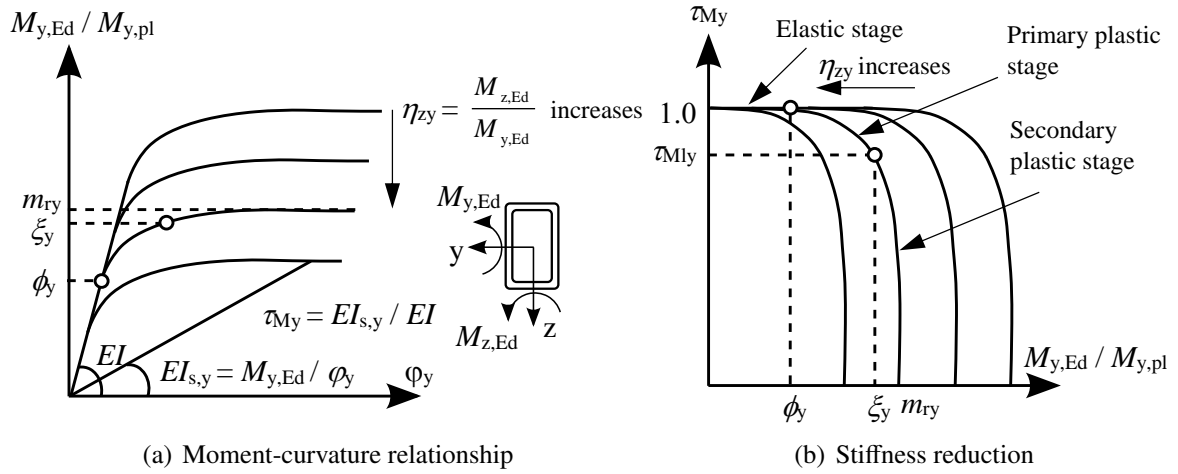 M_y,Ed / M_y,pl
η_zy = M_z,Ed / M_y,Ed increases
m_ry
ξ_y
ϕ_y
M_y,Ed
y
z
M_z,Ed
τ_My = EI_s,y / EI
EI
EI_s,y = M_y,Ed / φ_y
φ_y
(a) Moment-curvature relationship
τ_My
Elastic stage
Primary plastic
stage
η_zy increases
1.0
Secondary
plastic stage
τ_Mly
M_y,Ed / M_y,pl
ϕ_y
ξ_y
m_ry
(b) Stiffness reduction